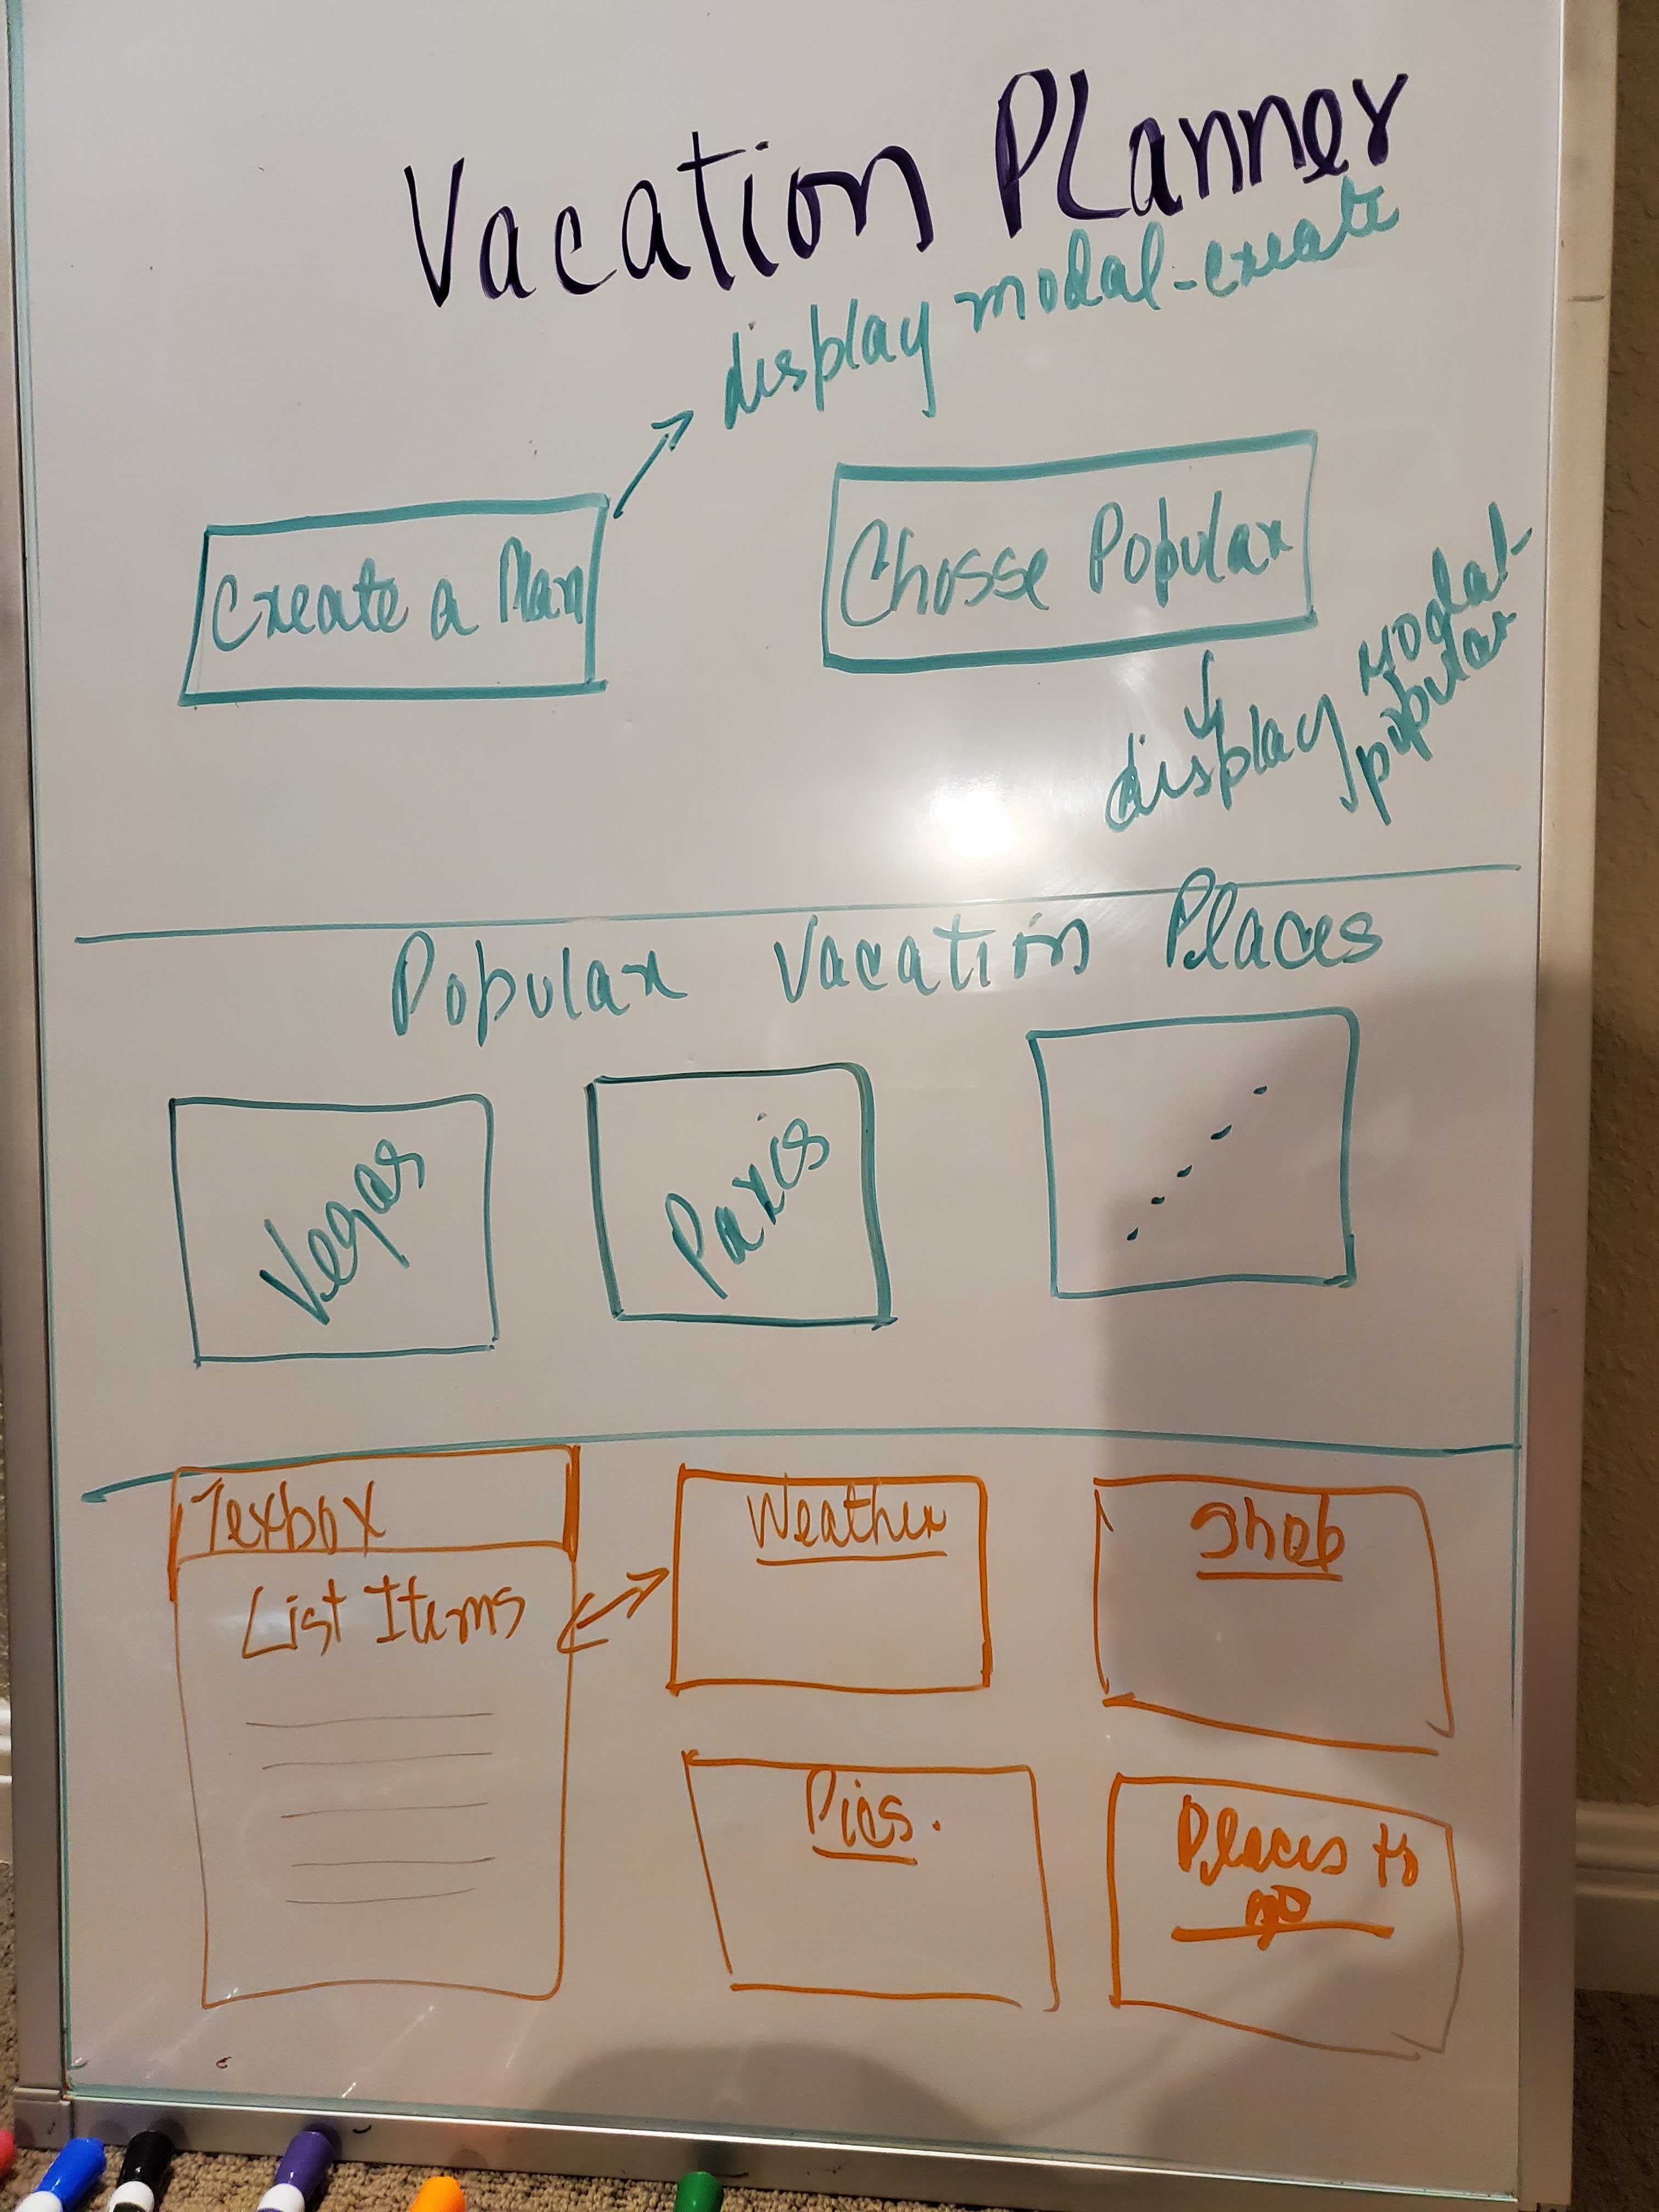 Vacation Planner
display modal-create
Create a Plan
Chosse Popular
display modal-
popular
Popular Vacation Places
Vegas
Paris
Texbox
List Items
Weather
Shop
Pics.
Places to
go